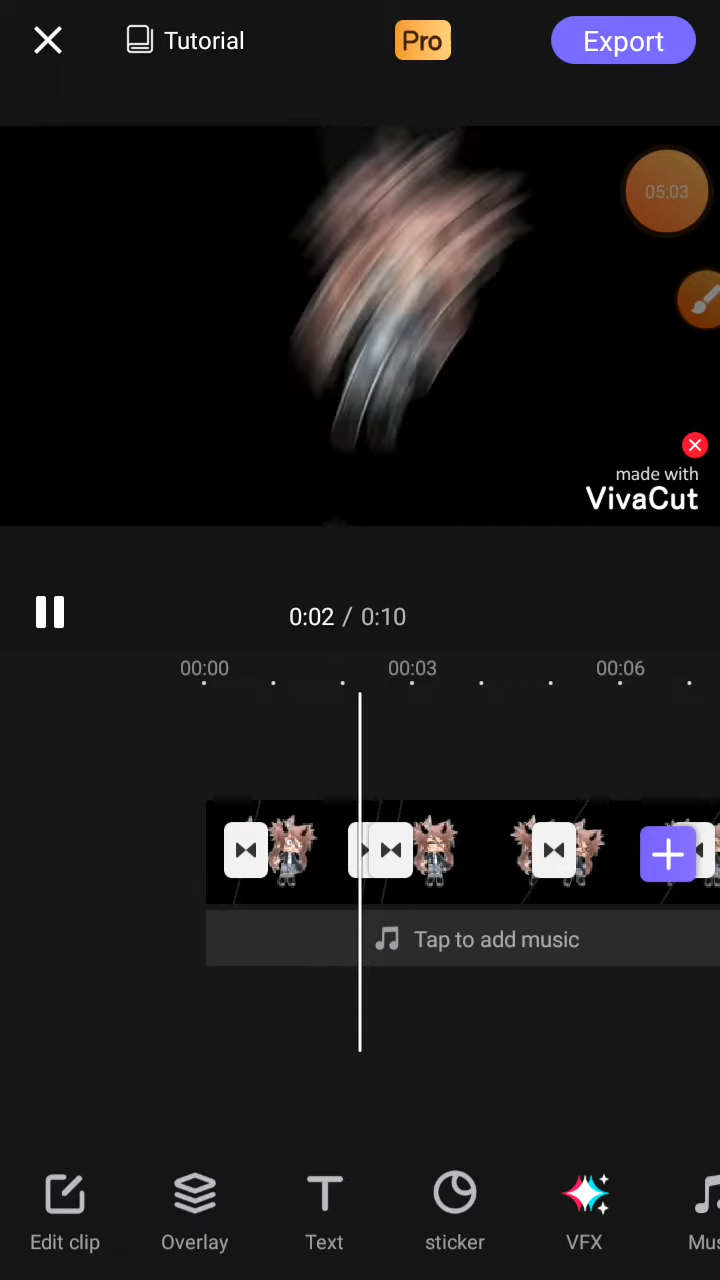 Tutorial
Pro
Export
05:03
made with
VivaCut
0:02 / 0:10
00:00
00:03
00:06
Tap to add music
Edit clip
Overlay
Text
sticker
VFX
Mus